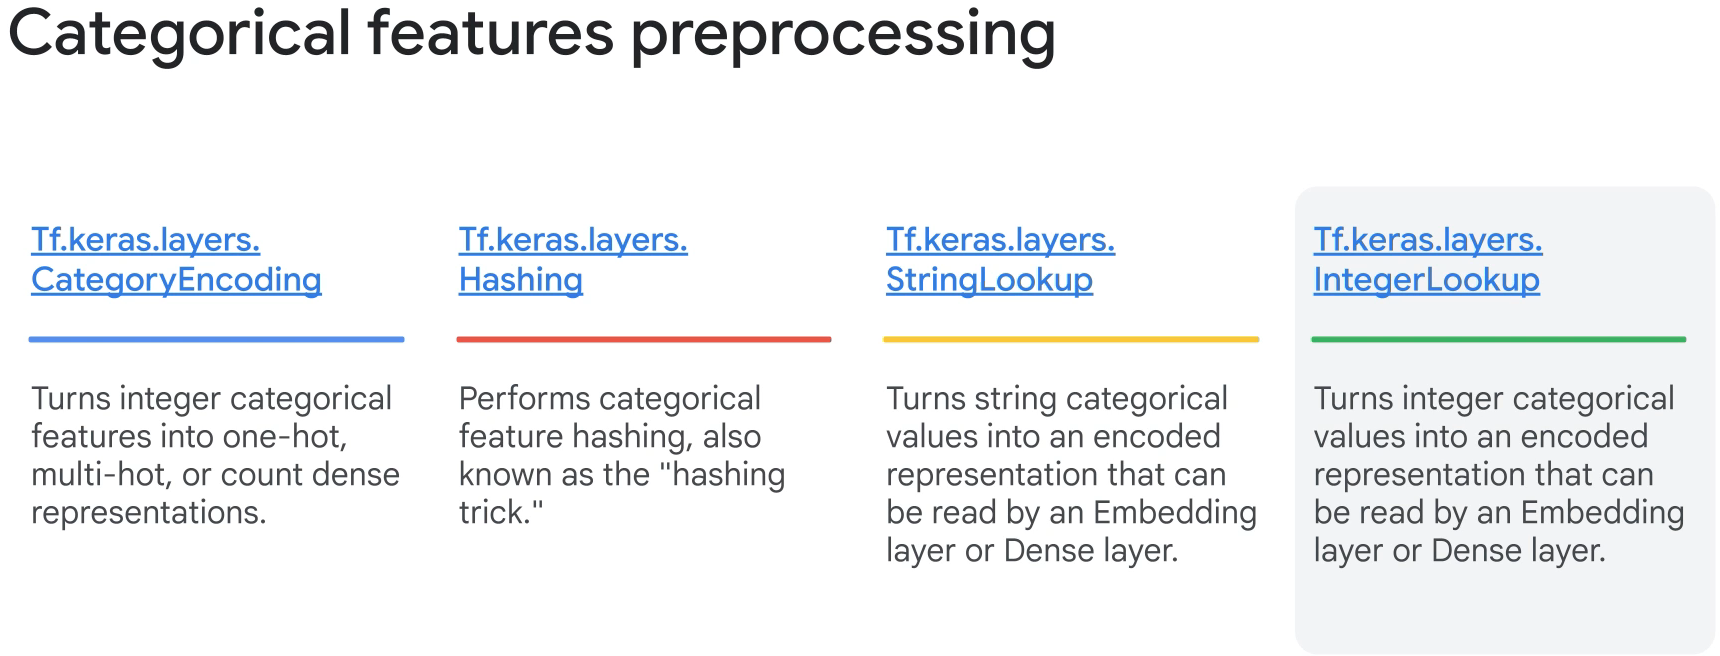 Categorical features preprocessing
Tf.keras.layers.
CategoryEncoding
Turns integer categorical
features into one-hot,
multi-hot, or count dense
representations.
Tf.keras.layers.
Hashing
Performs categorical
feature hashing, also
known as the "hashing
trick."
Tf.keras.layers.
StringLookup
Turns string categorical
values into an encoded
representation that can
be read by an Embedding
layer or Dense layer.
Tf.keras.layers.
IntegerLookup
Turns integer categorical
values into an encoded
representation that can
be read by an Embedding
layer or Dense layer.